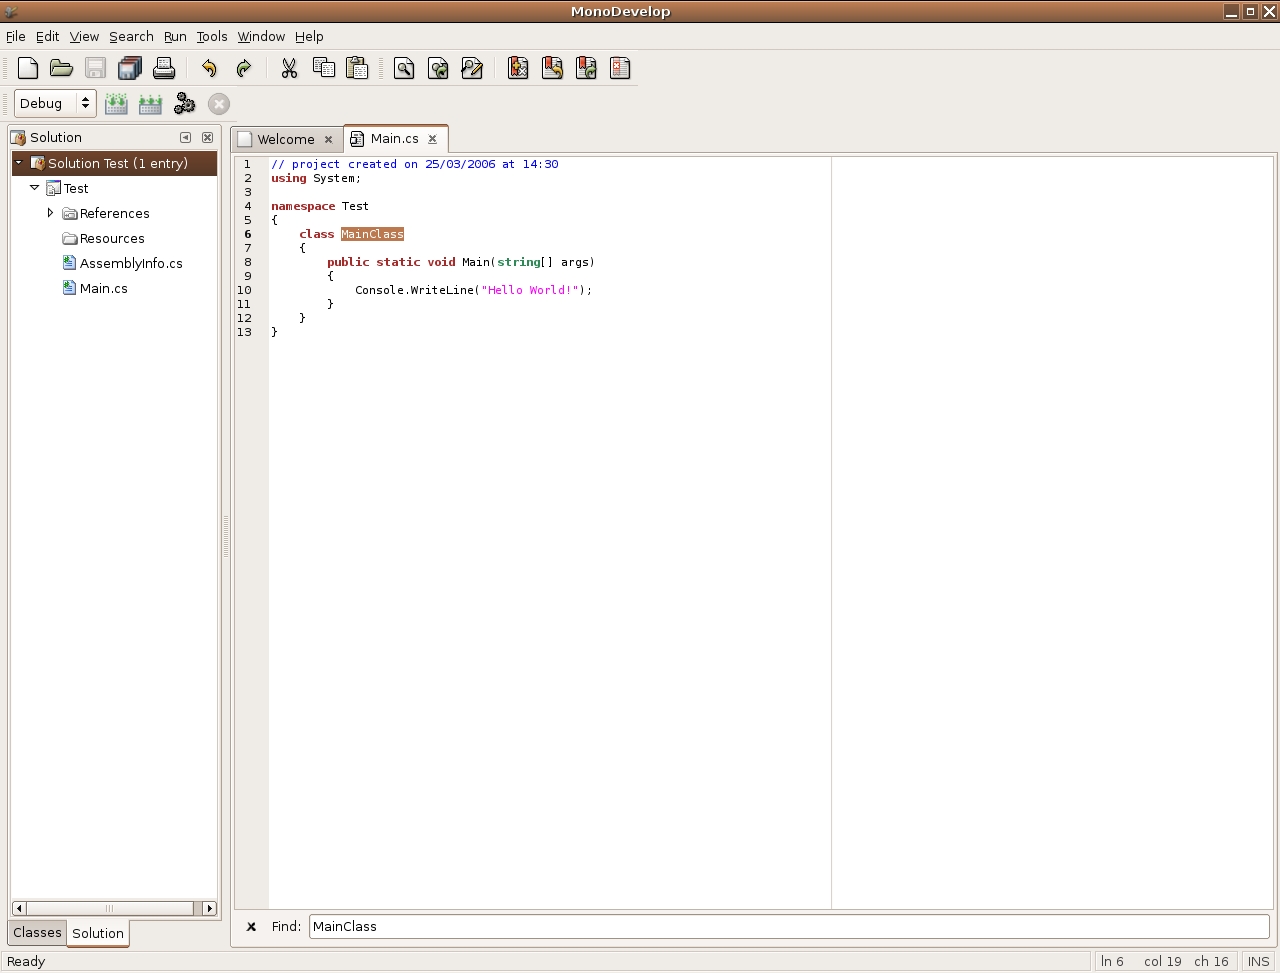 MonoDevelop
File Edit View Search Run Tools Window Help
Debug
Solution
Solution Test (1 entry)
Test
References
Resources
AssemblyInfo.cs
Main.cs
Classes Solution
Welcome Main.cs
1 // project created on 25/03/2006 at 14:30
2 using System;
3
4 namespace Test
5 {
6 class MainClass
7 {
8 public static void Main(string[] args)
9 {
10 Console.WriteLine("Hello World!");
11 }
12 }
13 }
Find: MainClass
Ready ln 6 col 19 ch 16 INS